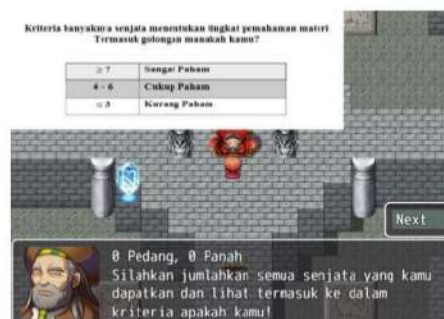 Kriteria banyaknya senjata menentukan tingkat pemahaman materi
Termasuk golongan manakah kamu?
≥ 7 Sangat Paham
4 - 6 Cukup Paham
≤ 3 Kurang Paham
Next
0 Pedang, 0 Panah
Silahkan jumlahkan semua senjata yang kamu
dapatkan dan lihat termasuk ke dalam
kriteria apakah kamu!